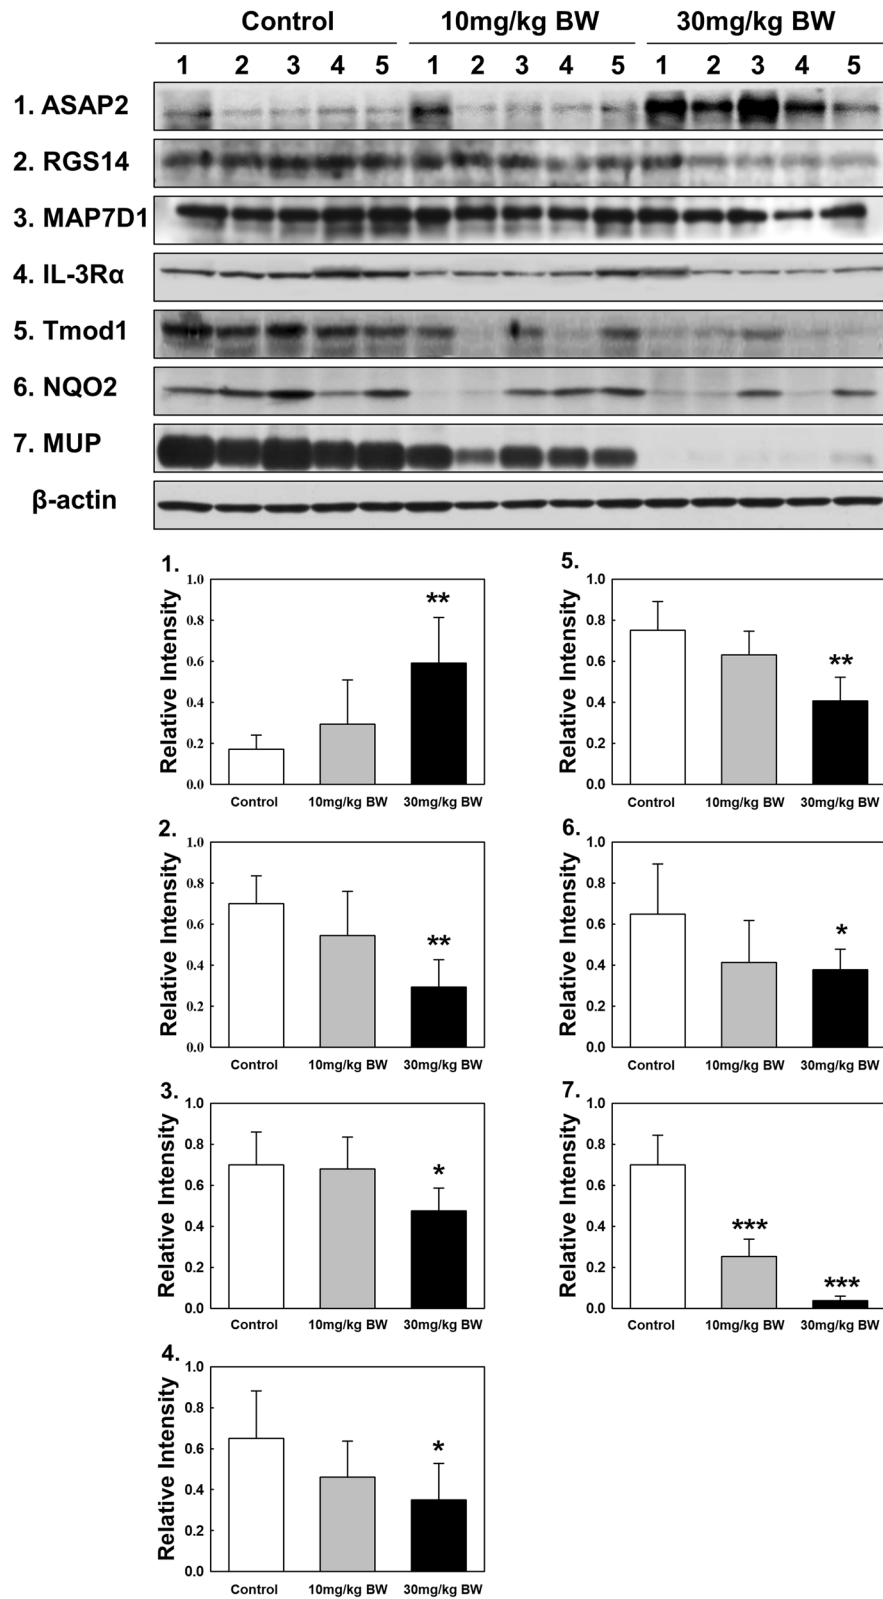 Control 10mg/kg BW 30mg/kg BW
1 2 3 4 5 1 2 3 4 5 1 2 3 4 5
1. ASAP2
2. RGS14
3. MAP7D1
4. IL-3Rα
5. Tmod1
6. NQO2
7. MUP
β-actin
1.
Relative Intensity
1.0
0.8
0.6
0.4
0.2
0.0
**
Control 10mg/kg BW 30mg/kg BW
5.
Relative Intensity
1.0
0.8
0.6
0.4
0.2
0.0
**
Control 10mg/kg BW 30mg/kg BW
2.
Relative Intensity
1.0
0.8
0.6
0.4
0.2
0.0
**
Control 10mg/kg BW 30mg/kg BW
6.
Relative Intensity
1.0
0.8
0.6
0.4
0.2
0.0
*
Control 10mg/kg BW 30mg/kg BW
3.
Relative Intensity
1.0
0.8
0.6
0.4
0.2
0.0
*
Control 10mg/kg BW 30mg/kg BW
7.
Relative Intensity
1.0
0.8
0.6
0.4
0.2
0.0
***
***
Control 10mg/kg BW 30mg/kg BW
4.
Relative Intensity
1.0
0.8
0.6
0.4
0.2
0.0
*
Control 10mg/kg BW 30mg/kg BW